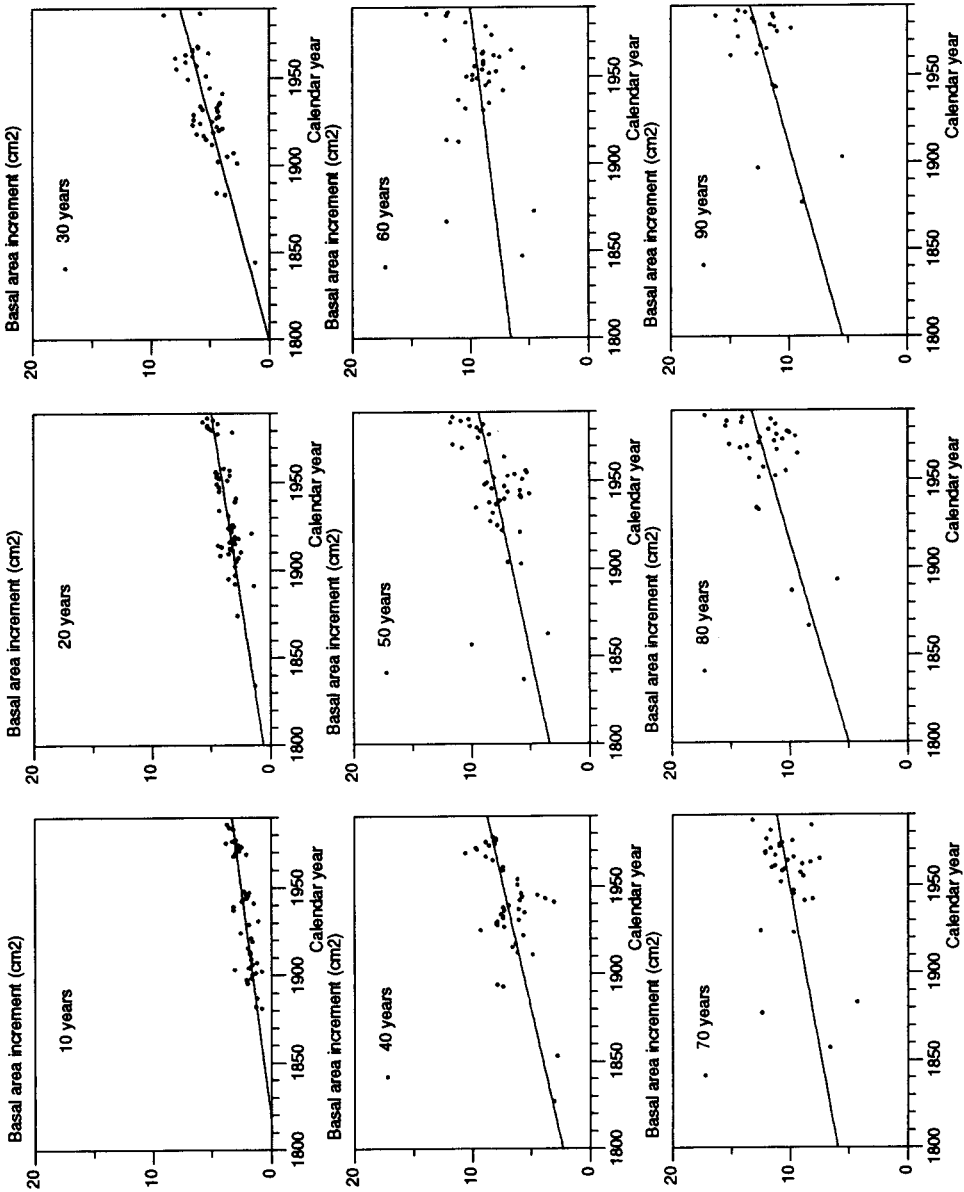 Basal area increment (cm2)
20
10 years
10
0
1800 1850 1900 1950
Calendar year
Basal area increment (cm2)
20
20 years
10
0
1800 1850 1900 1950
Calendar year
Basal area increment (cm2)
20
30 years
10
0
1800 1850 1900 1950
Calendar year
Basal area increment (cm2)
20
40 years
10
0
1800 1850 1900 1950
Calendar year
Basal area increment (cm2)
20
50 years
10
0
1800 1850 1900 1950
Calendar year
Basal area increment (cm2)
20
60 years
10
0
1800 1850 1900 1950
Calendar year
Basal area increment (cm2)
20
70 years
10
0
1800 1850 1900 1950
Calendar year
Basal area increment (cm2)
20
80 years
10
0
1800 1850 1900 1950
Calendar year
Basal area increment (cm2)
20
90 years
10
0
1800 1850 1900 1950
Calendar year